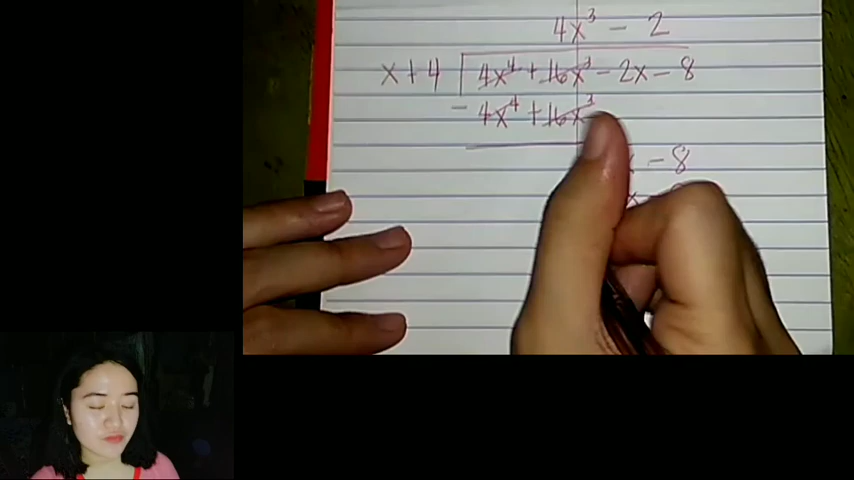 4x³ - 2
x+4 4x⁴ + 16x³ - 2x - 8
- 4x⁴ + 16x³
x - 8
x -